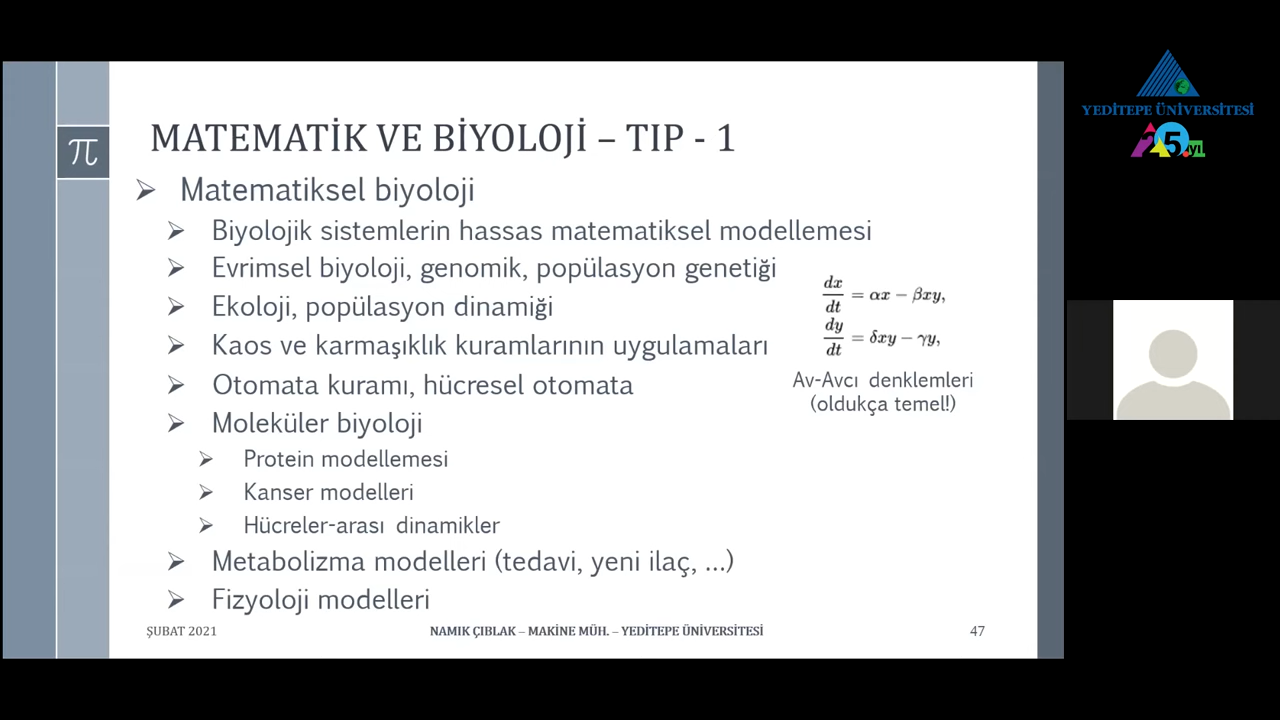 MATEMATİK VE BİYOLOJİ – TIP - 1
π
➢ Matematiksel biyoloji
➢ Biyolojik sistemlerin hassas matematiksel modellemesi
➢ Evrimsel biyoloji, genomik, popülasyon genetiği
➢ Ekoloji, popülasyon dinamiği
➢ Kaos ve karmaşıklık kuramlarının uygulamaları
➢ Otomata kuramı, hücresel otomata
➢ Moleküler biyoloji
➢ Protein modellemesi
➢ Kanser modelleri
➢ Hücreler-arası dinamikler
➢ Metabolizma modelleri (tedavi, yeni ilaç, ...)
➢ Fizyoloji modelleri
dx/dt = αx − βxy,
dy/dt = δxy − γy,
Av-Avcı denklemleri
(oldukça temel!)
ŞUBAT 2021
NAMIK ÇIBLAK – MAKİNE MÜH. – YEDİTEPE ÜNİVERSİTESİ
47
YEDİTEPE ÜNİVERSİTESİ
25.YIL